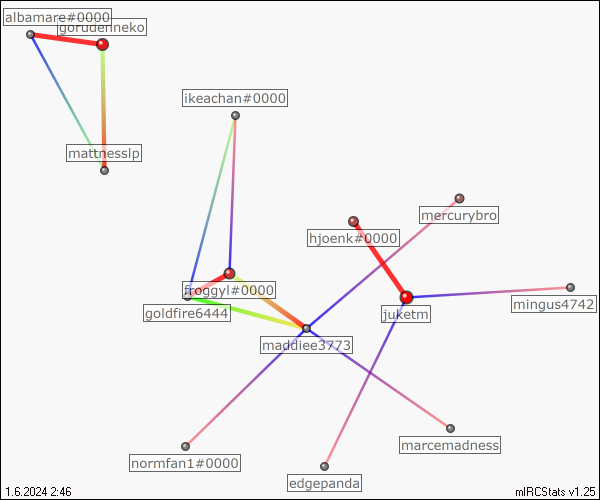 albamare#0000
gorudenneko
mattnesslp
ikeachan#0000
mercurybro
hjoenk#0000
froggyl#0000
goldfire6444
mingus4742
juketm
maddiee3773
marcemadness
normfan1#0000
edgepanda
1.6.2024 2:46
mIRCStats v1.25